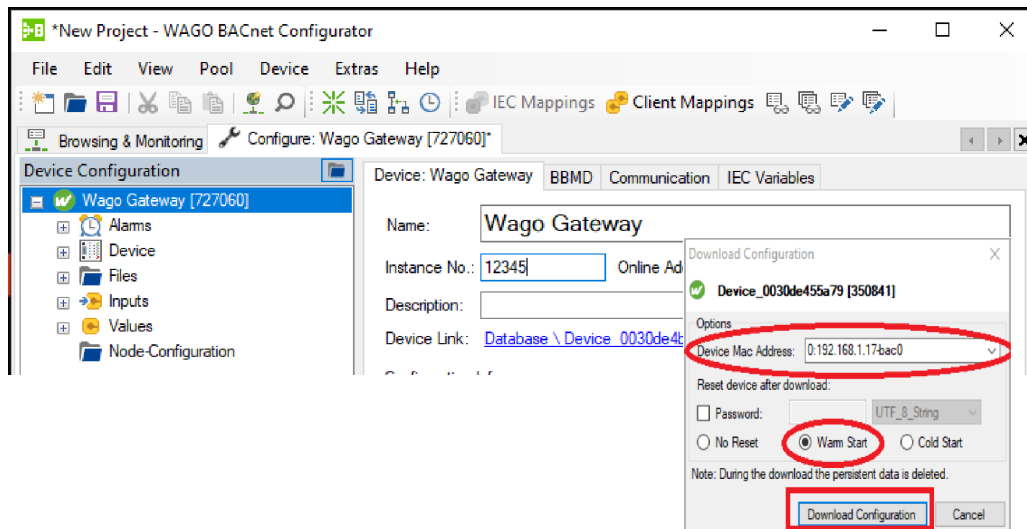 *New Project - WAGO BACnet Configurator
File Edit View Pool Device Extras Help
IEC Mappings Client Mappings
Browsing & Monitoring Configure: Wago Gateway [727060]*
Device Configuration
Wago Gateway [727060]
Alarms
Device
Files
Inputs
Values
Node-Configuration
Device: Wago Gateway BBMD Communication IEC Variables
Name: Wago Gateway
Instance No.: 12345 Online Ad
Description:
Device Link: Database \ Device_0030de4b
Download Configuration
Device_0030de455a79 [350841]
Options
Device Mac Address: 0:192.168.1.17-bac0
Reset device after download:
Password: UTF_8_String
No Reset Warm Start Cold Start
Note: During the download the persistent data is deleted.
Download Configuration Cancel